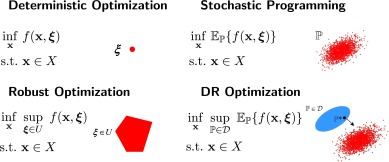 Deterministic Optimization
inf f(x, ξ)
x
s.t. x ∈ X
ξ
Stochastic Programming
inf 𝔼ℙ{f(x, ξ)}
x
s.t. x ∈ X
ℙ
Robust Optimization
inf sup f(x, ξ)
x ξ∈U
s.t. x ∈ X
ξ∈U
DR Optimization
inf sup 𝔼ℙ{f(x, ξ)}
x ℙ∈𝒟
s.t. x ∈ X
ℙ∈𝒟